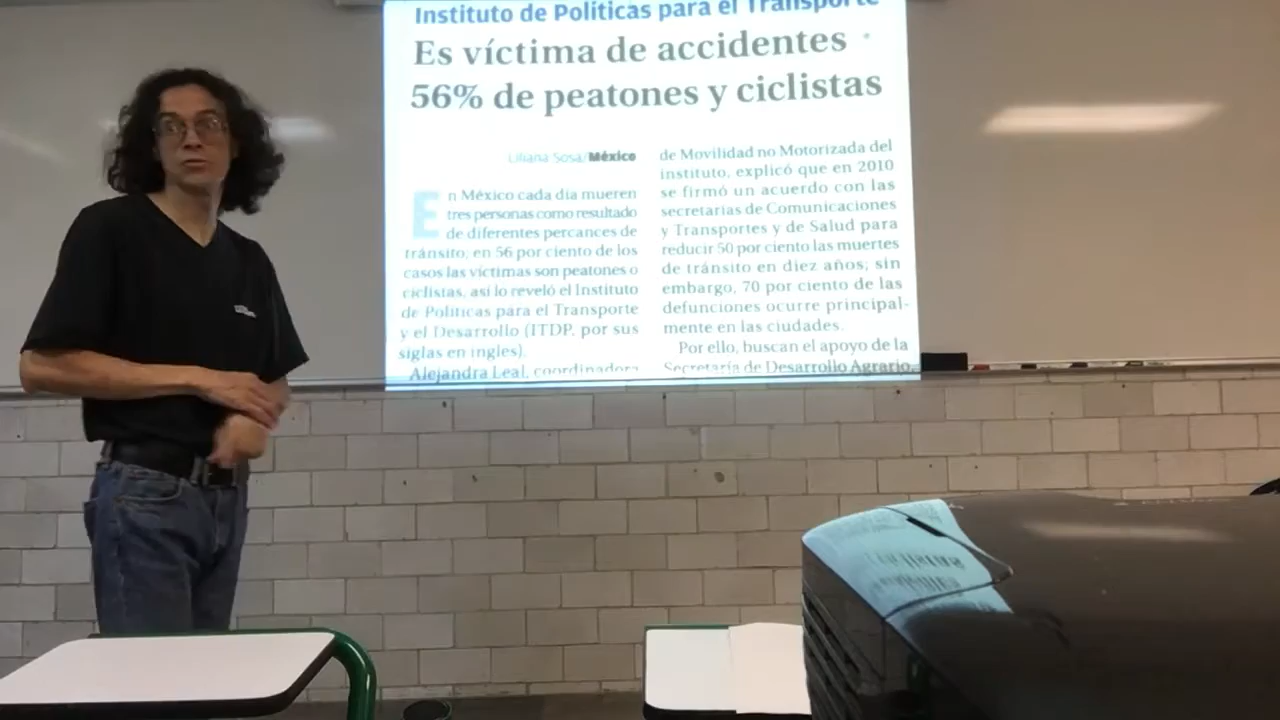 Instituto de Políticas para el Transporte
Es víctima de accidentes
56% de peatones y ciclistas
Liliana Sosa/México
En México cada día mueren
tres personas como resultado
de diferentes percances de
tránsito; en 56 por ciento de los
casos las víctimas son peatones o
ciclistas, así lo reveló el Instituto
de Políticas para el Transporte
y el Desarrollo (ITDP, por sus
siglas en ingles).
Alejandra Leal, coordinadora
de Movilidad no Motorizada del
instituto, explicó que en 2010
se firmó un acuerdo con las
secretarías de Comunicaciones
y Transportes y de Salud para
reducir 50 por ciento las muertes
de tránsito en diez años; sin
embargo, 70 por ciento de las
defunciones ocurre principal-
mente en las ciudades.
Por ello, buscan el apoyo de la
Secretaría de Desarrollo Agrario,